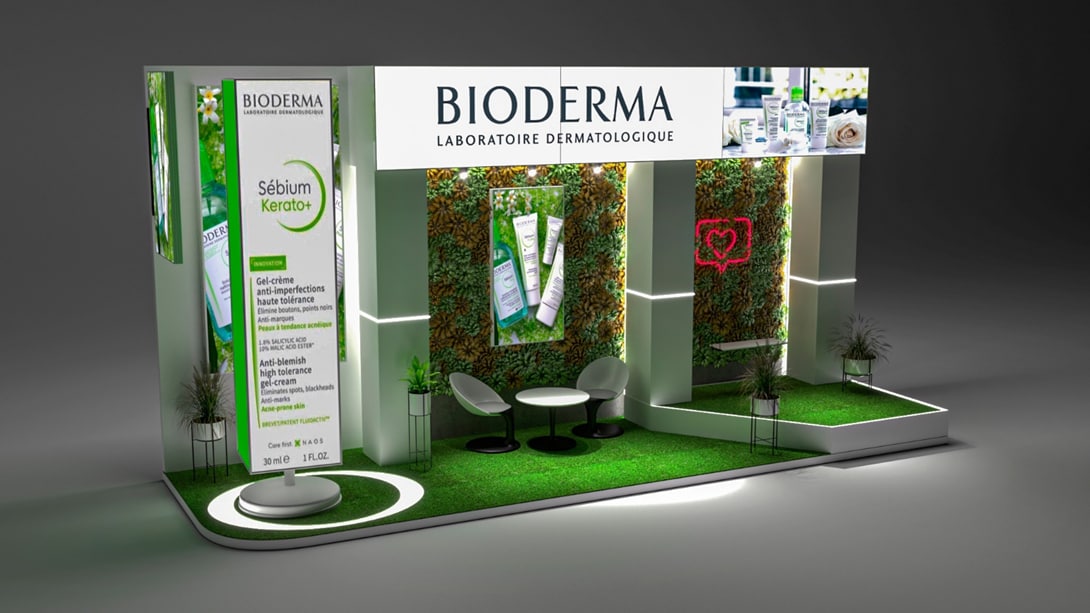 BIODERMA
LABORATOIRE DERMATOLOGIQUE
BIODERMA
LABORATOIRE DERMATOLOGIQUE
Sébium
Kerato+
INNOVATION
Gel-crème
anti-imperfections
haute tolérance
Élimine boutons, points noirs
Anti-marques
Peaux à tendance acnéique
1.8% SALICYLIC ACID
10% MALIC ACID ESTER*
Anti-blemish
high tolerance
gel-cream
Eliminates spots, blackheads
Anti-marks
Acne-prone skin
BREVET/PATENT FLUIDACTIV™
Care first. NAOS
30 ml e 1 FL.OZ.
BIODERMA